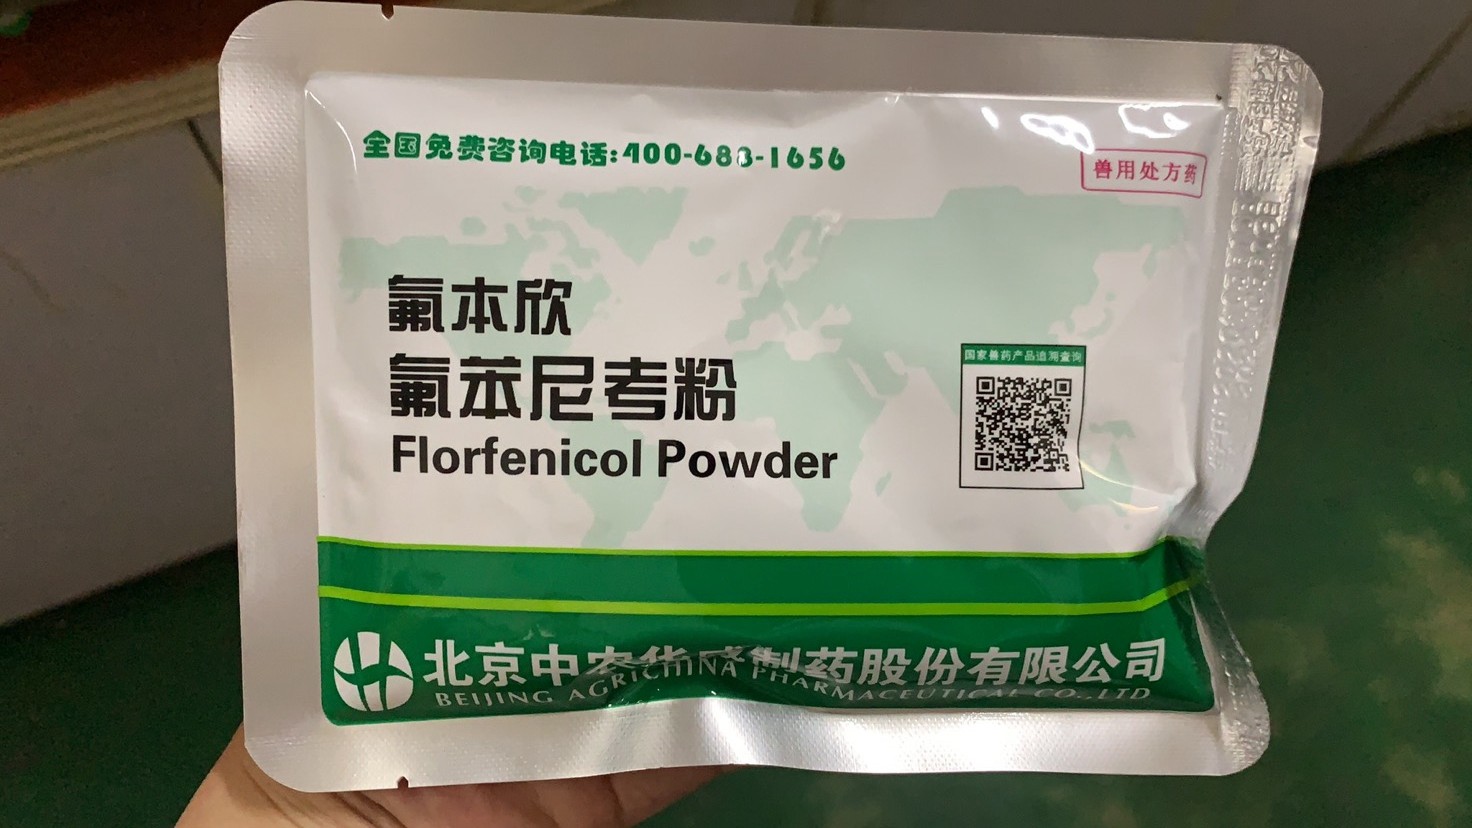 全国免费咨询电话:400-688-1656
兽用处方药
氟本欣
氟苯尼考粉
Florfenicol Powder
国家兽药产品追溯查询
北京中农华威制药股份有限公司
BEIJING AGRICHINA PHARMACEUTICAL CO.,LTD